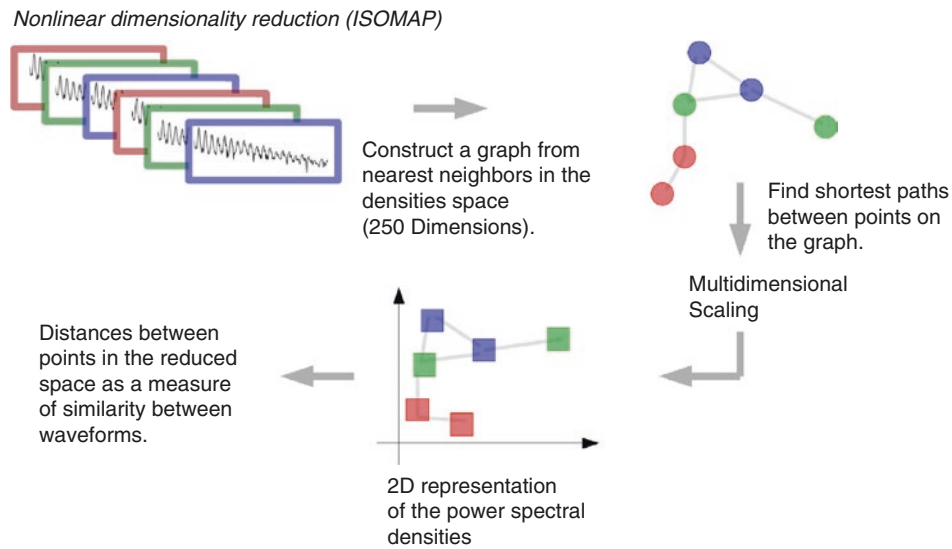 Nonlinear dimensionality reduction (ISOMAP)
Construct a graph from
nearest neighbors in the
densities space
(250 Dimensions).
Find shortest paths
between points on
the graph.
Multidimensional
Scaling
2D representation
of the power spectral
densities
Distances between
points in the reduced
space as a measure
of similarity between
waveforms.